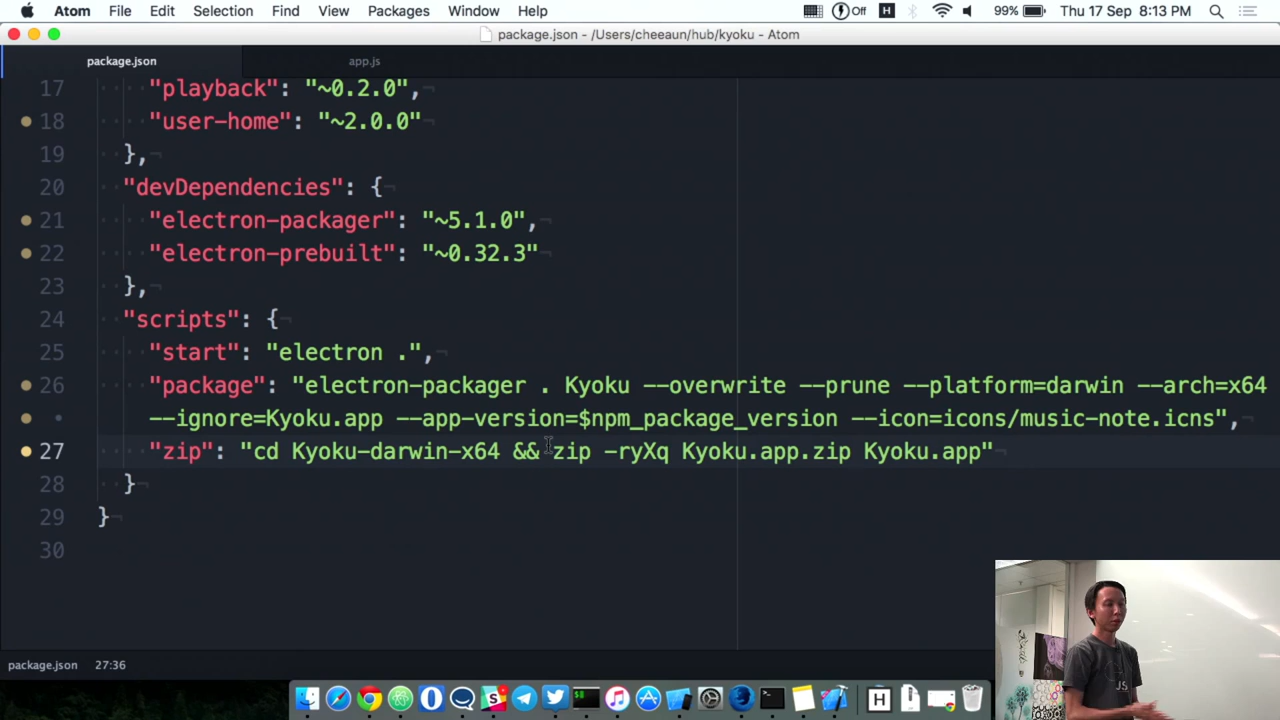 Atom File Edit Selection Find View Packages Window Help Off H 99% Thu 17 Sep 8:13 PM
package.json - /Users/cheeaun/hub/kyoku - Atom
package.json app.js
17 "playback": "~0.2.0",
18 "user-home": "~2.0.0"
19 },
20 "devDependencies": {
21 "electron-packager": "~5.1.0",
22 "electron-prebuilt": "~0.32.3"
23 },
24 "scripts": {
25 "start": "electron .",
26 "package": "electron-packager . Kyoku --overwrite --prune --platform=darwin --arch=x64
--ignore=Kyoku.app --app-version=$npm_package_version --icon=icons/music-note.icns",
27 "zip": "cd Kyoku-darwin-x64 && zip -ryXq Kyoku.app.zip Kyoku.app"
28 }
29 }
30
JS
package.json 27:36
H